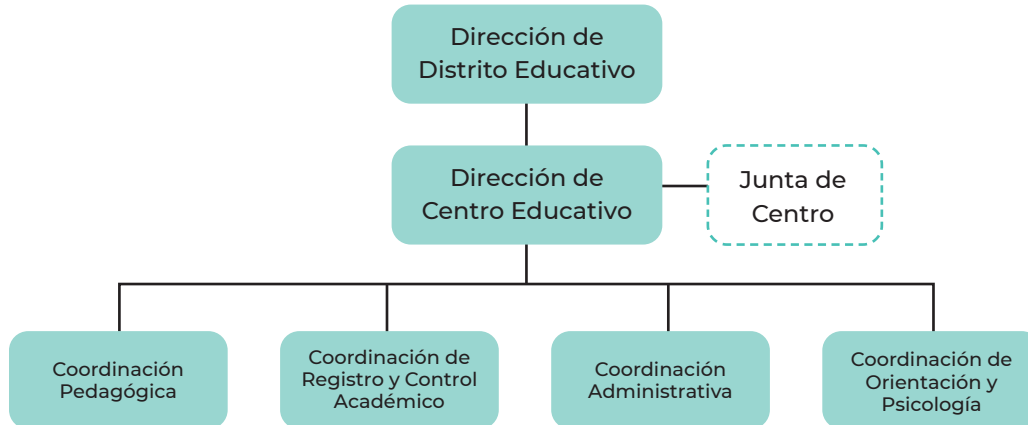 Dirección de
Distrito Educativo
Dirección de
Centro Educativo
Junta de
Centro
Coordinación
Pedagógica
Coordinación de
Registro y Control
Académico
Coordinación
Administrativa
Coordinación de
Orientación y
Psicología